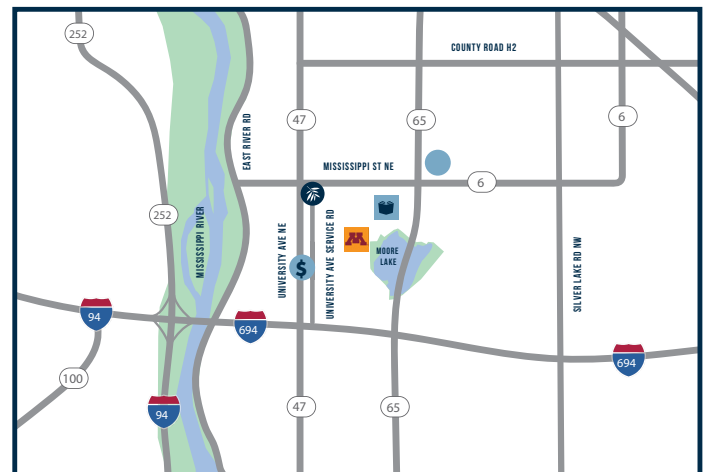 252
COUNTY ROAD H2
47
65
6
EAST RIVER RD
MISSISSIPPI ST NE
6
252
MISSISSIPPI RIVER
UNIVERSITY AVE NE
UNIVERSITY AVE SERVICE RD
M
MOORE
LAKE
SILVER LAKE RD NW
$
94
694
694
100
94
47
65